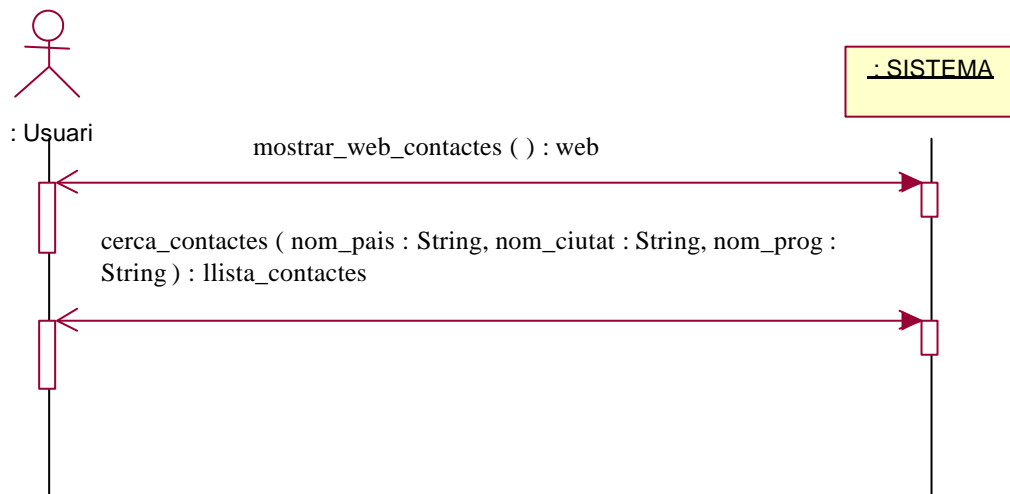 : SISTEMA
: Usuari
mostrar_web_contactes ( ) : web
cerca_contactes ( nom_pais : String, nom_ciutat : String, nom_prog :
String ) : llista_contactes